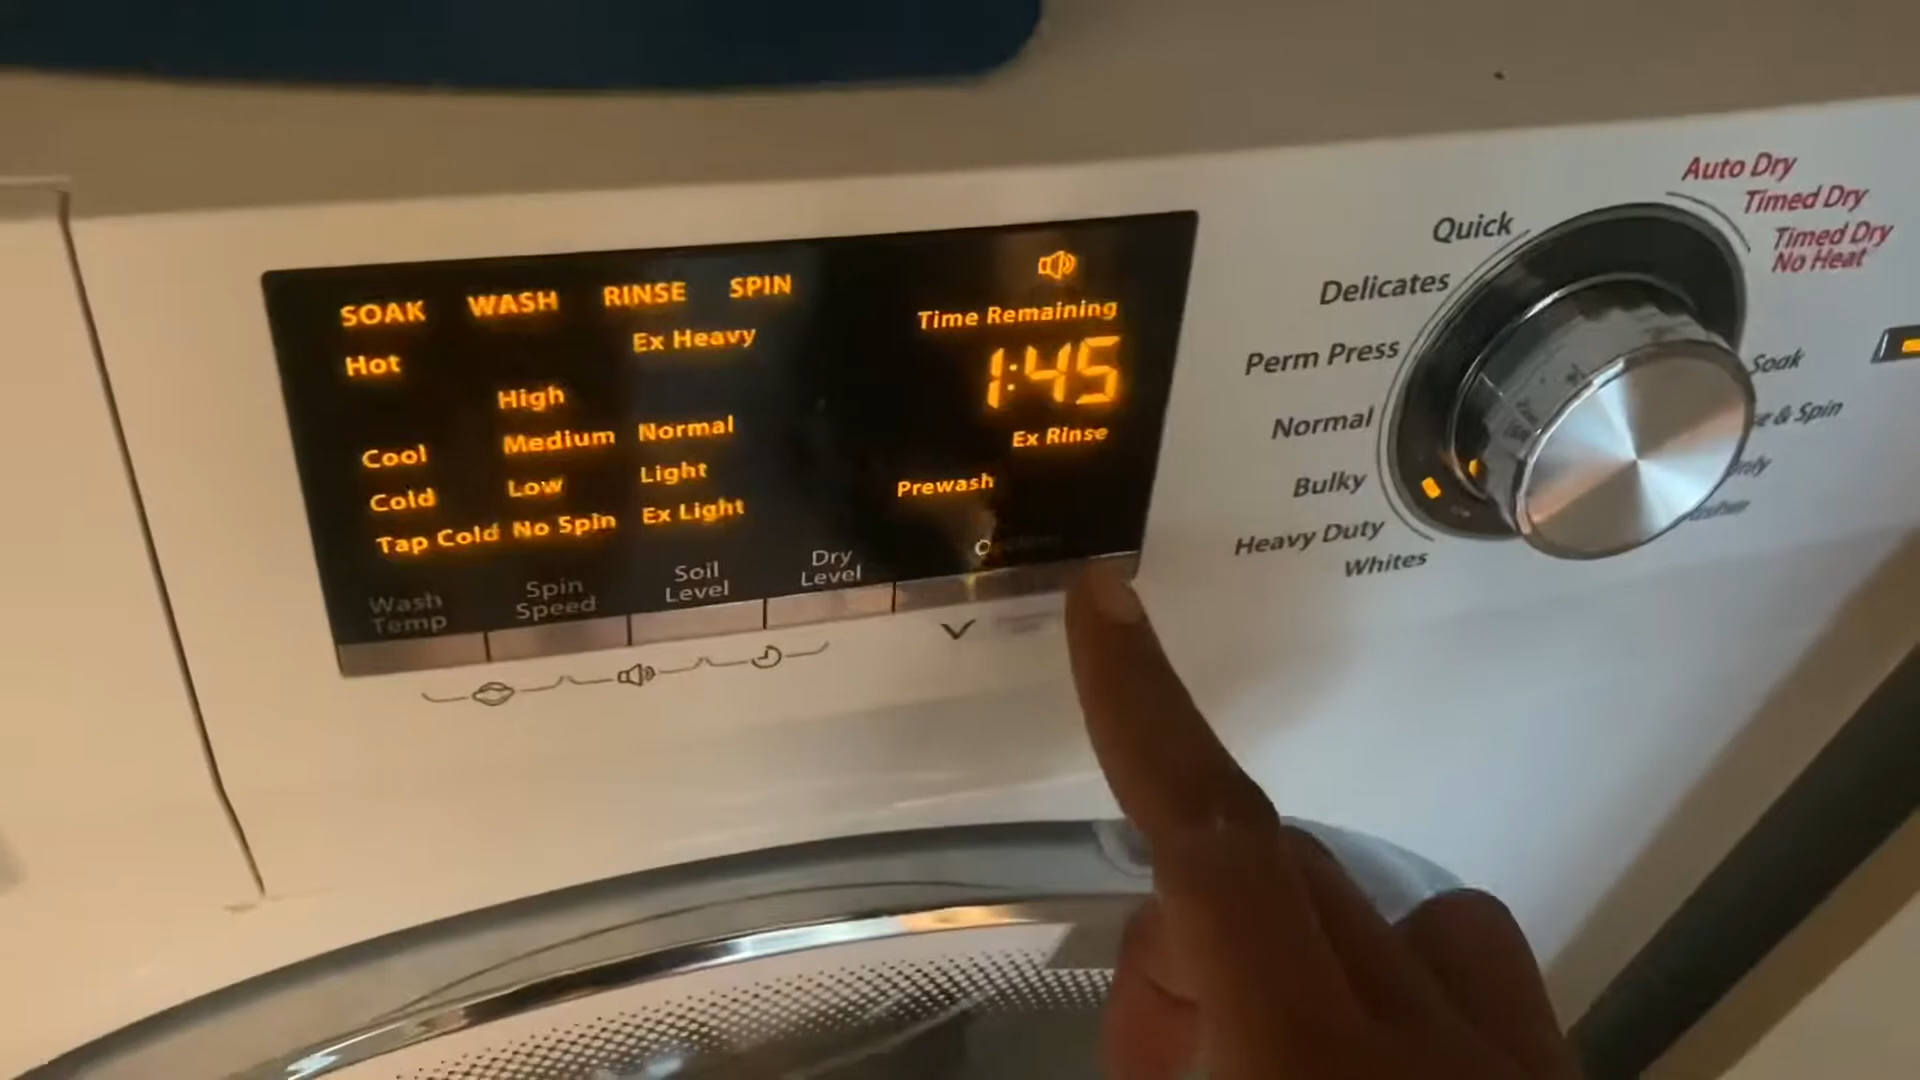 SOAK WASH RINSE SPIN
Hot Ex Heavy
High
Cool Medium Normal
Cold Low Light
Tap Cold No Spin Ex Light
Wash Temp
Spin Speed
Soil Level
Dry Level
Time Remaining
1:45
Ex Rinse
Prewash
Auto Dry
Timed Dry
Timed Dry
No Heat
Quick
Delicates
Perm Press
Normal
Bulky
Heavy Duty
Whites
Soak
& Spin